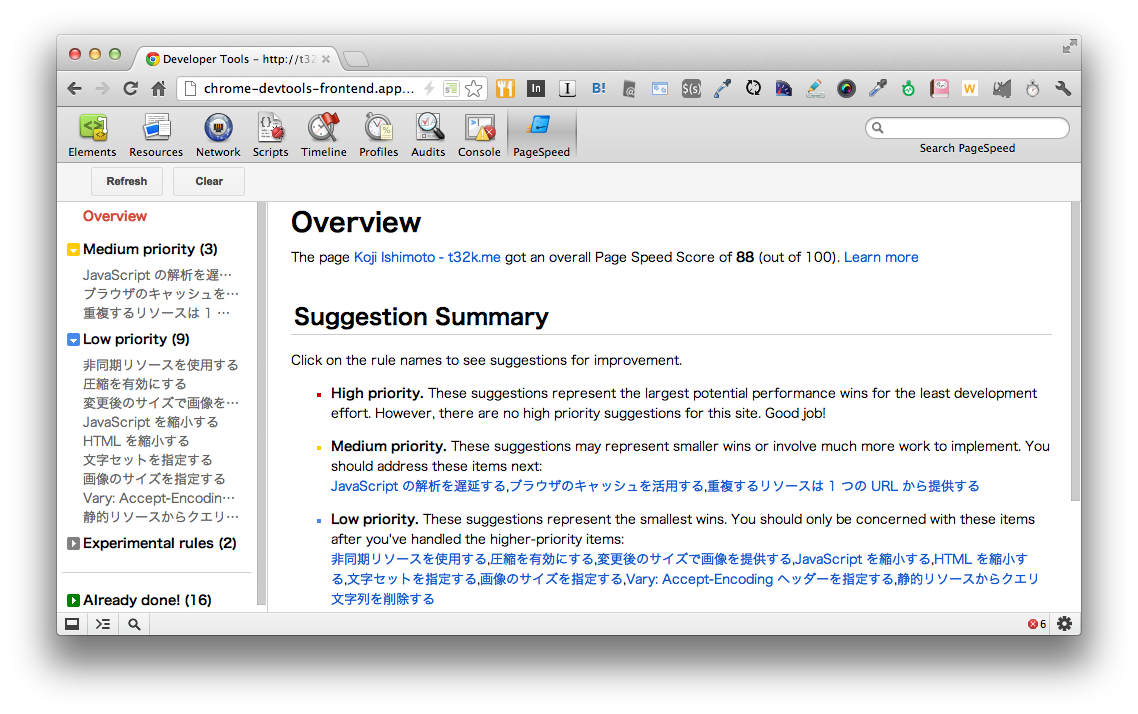 Developer Tools - http://t32
chrome-devtools-frontend.app...
In
I
B!
$(s)
W
Elements
Resources
Network
Scripts
Timeline
Profiles
Audits
Console
PageSpeed
Search PageSpeed
Refresh
Clear
Overview
Medium priority (3)
JavaScript の解析を遅…
ブラウザのキャッシュを…
重複するリソースは 1 …
Low priority (9)
非同期リソースを使用する
圧縮を有効にする
変更後のサイズで画像を…
JavaScript を縮小する
HTML を縮小する
文字セットを指定する
画像のサイズを指定する
Vary: Accept-Encodin…
静的リソースからクエリ…
Experimental rules (2)
Already done! (16)
Overview
The page Koji Ishimoto - t32k.me got an overall Page Speed Score of 88 (out of 100). Learn more
Suggestion Summary
Click on the rule names to see suggestions for improvement.
High priority. These suggestions represent the largest potential performance wins for the least development
effort. However, there are no high priority suggestions for this site. Good job!
Medium priority. These suggestions may represent smaller wins or involve much more work to implement. You
should address these items next:
JavaScript の解析を遅延する,ブラウザのキャッシュを活用する,重複するリソースは 1 つの URL から提供する
Low priority. These suggestions represent the smallest wins. You should only be concerned with these items
after you've handled the higher-priority items:
非同期リソースを使用する,圧縮を有効にする,変更後のサイズで画像を提供する,JavaScript を縮小する,HTML を縮小す
る,文字セットを指定する,画像のサイズを指定する,Vary: Accept-Encoding ヘッダーを指定する,静的リソースからクエリ
文字列を削除する
6